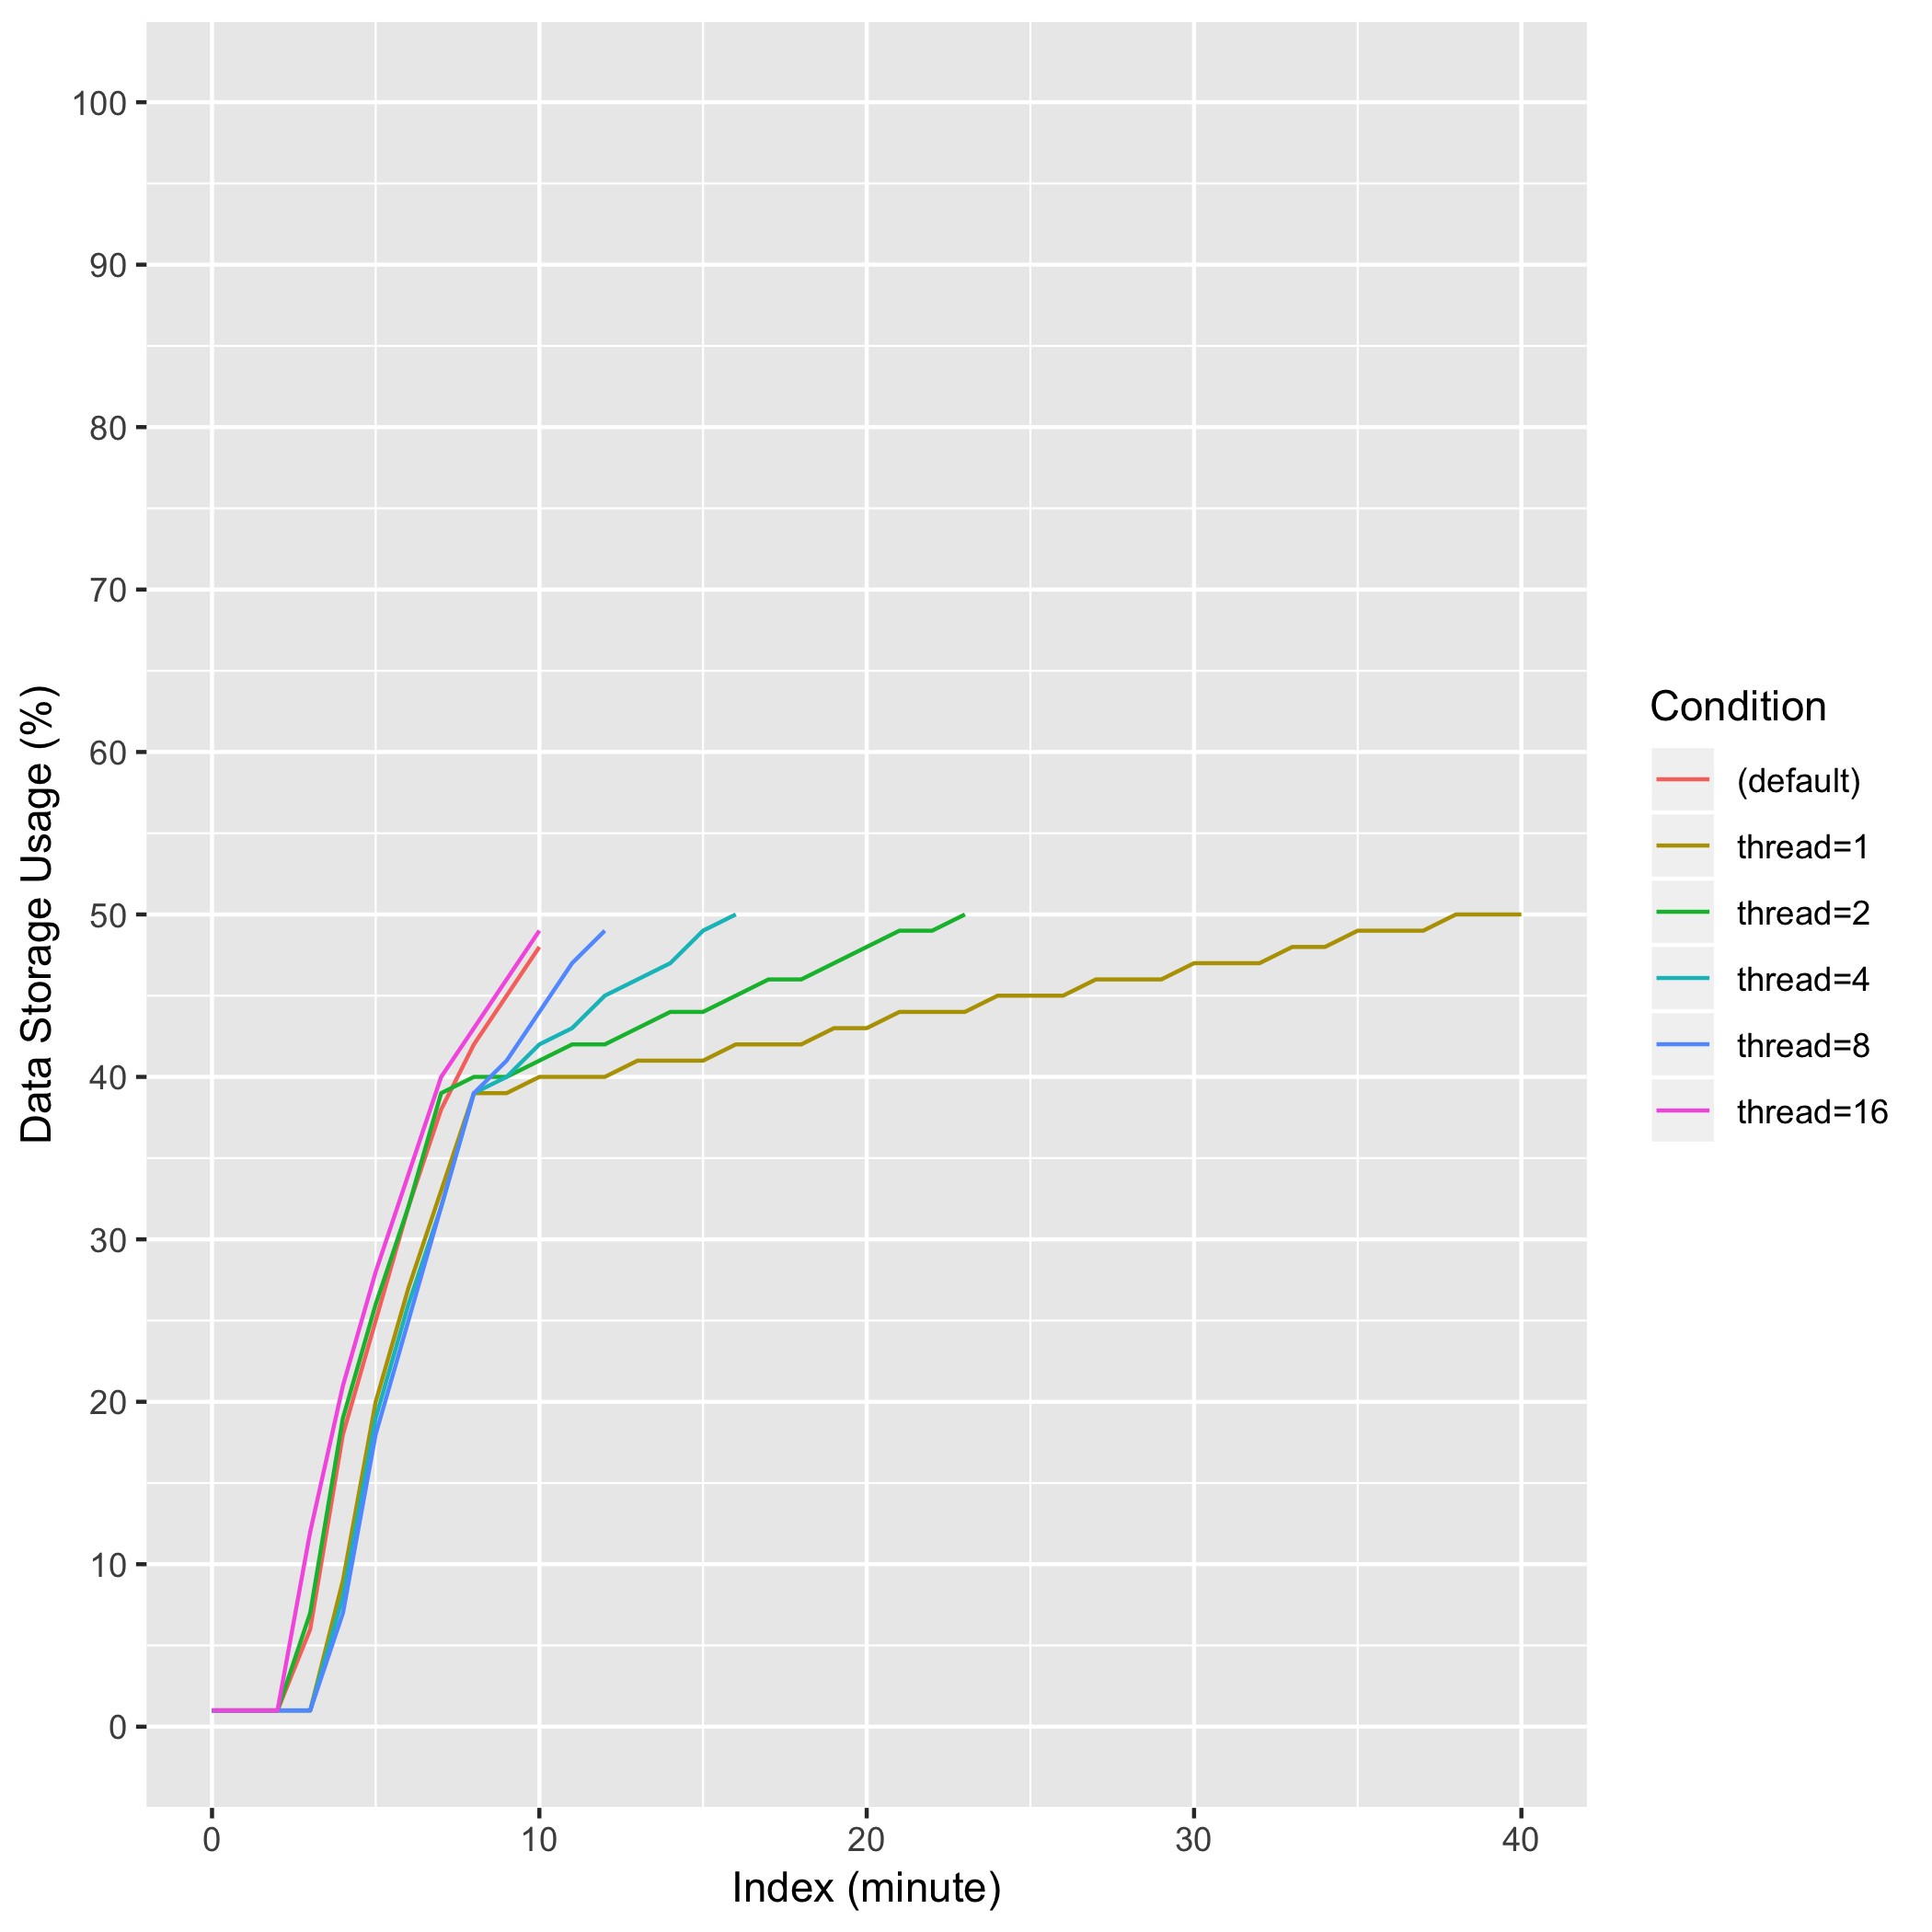 Data Storage Usage (%)
100
90
80
70
60
50
40
30
20
10
0
0 10 20 30 40
Index (minute)
Condition
(default)
thread=1
thread=2
thread=4
thread=8
thread=16